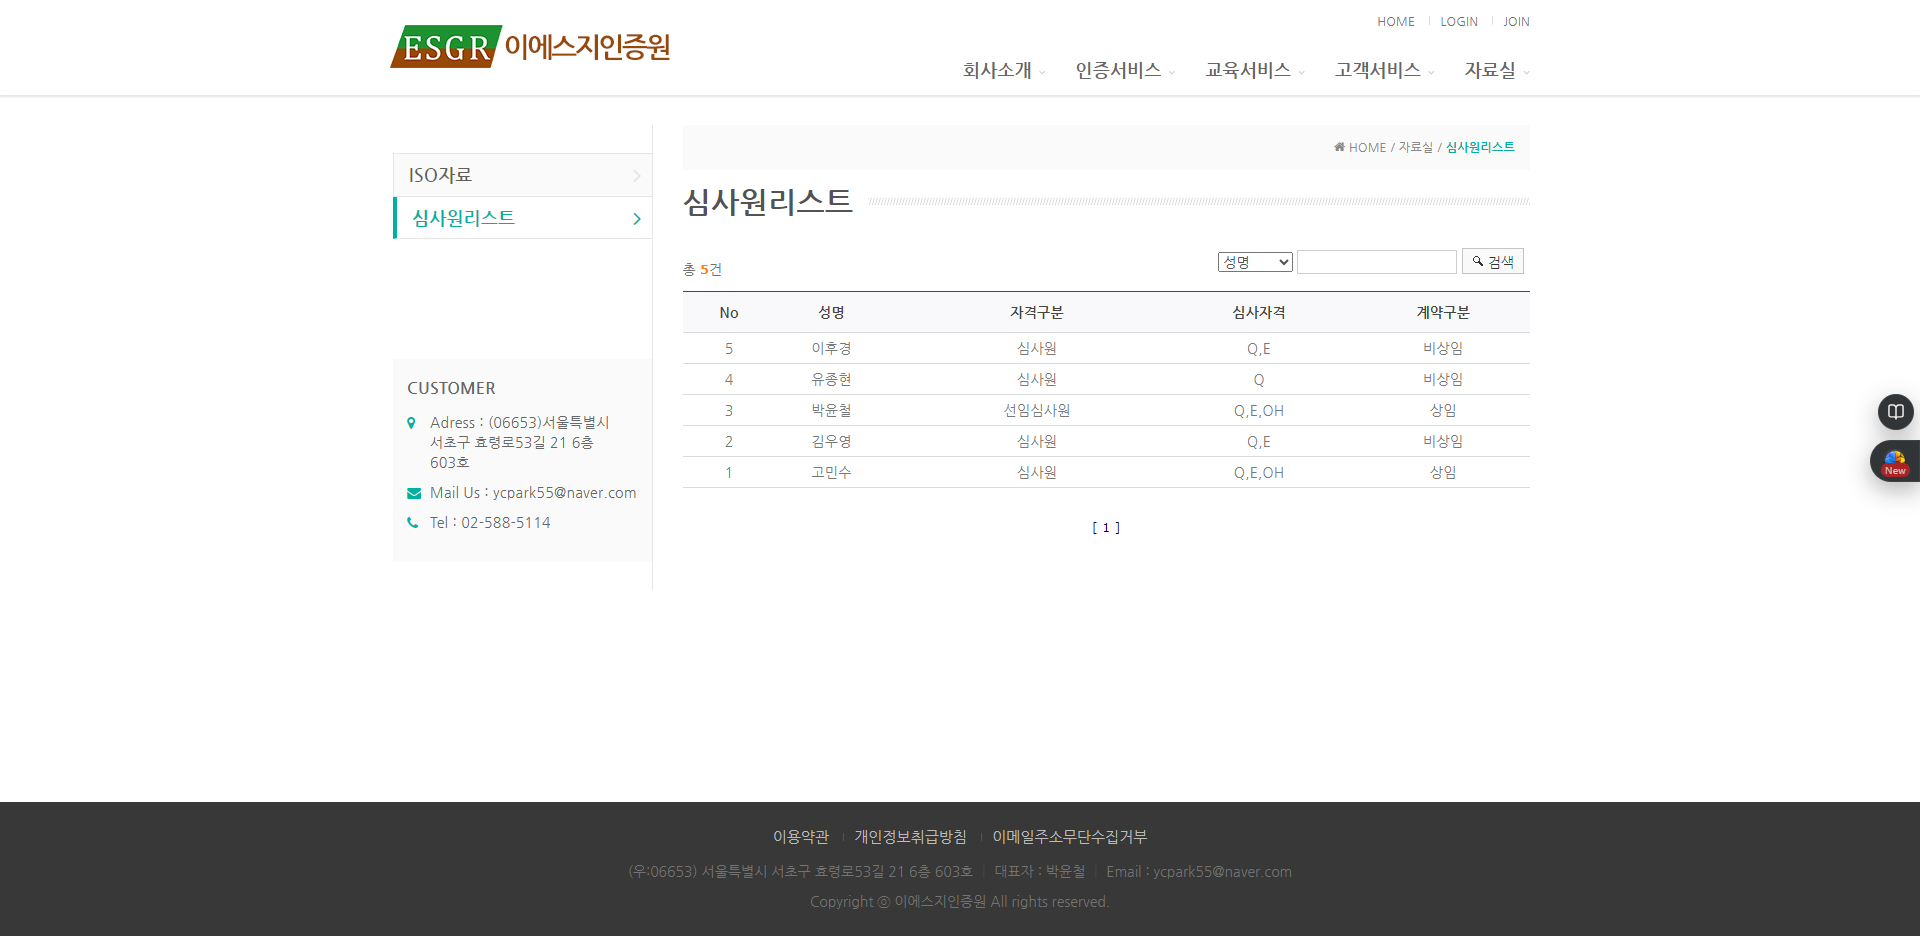 HOME LOGIN JOIN
ESGR 이에스지인증원
회사소개 인증서비스 교육서비스 고객서비스 자료실
HOME / 자료실 / 심사원리스트
ISO자료
심사원리스트
CUSTOMER
Adress : (06653)서울특별시
서초구 효령로53길 21 6층
603호
Mail Us : ycpark55@naver.com
Tel : 02-588-5114
심사원리스트
총 5건
성명 검색
No 성명 자격구분 심사자격 계약구분
5 이후경 심사원 Q,E 비상임
4 유종현 심사원 Q 비상임
3 박윤철 선임심사원 Q,E,OH 상임
2 김우영 심사원 Q,E 비상임
1 고민수 심사원 Q,E,OH 상임
[ 1 ]
New
이용약관 개인정보취급방침 이메일주소무단수집거부
(우:06653) 서울특별시 서초구 효령로53길 21 6층 603호 | 대표자 : 박윤철 | Email : ycpark55@naver.com
Copyright ⓒ 이에스지인증원 All rights reserved.